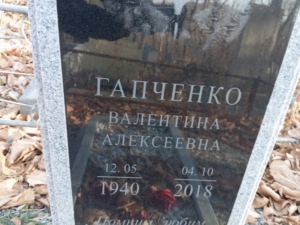 ГАПЧЕНКО
ВАЛЕНТИНА
АЛЕКСЕЕВНА
12.05 04.10
1940 2018
Помним, любим